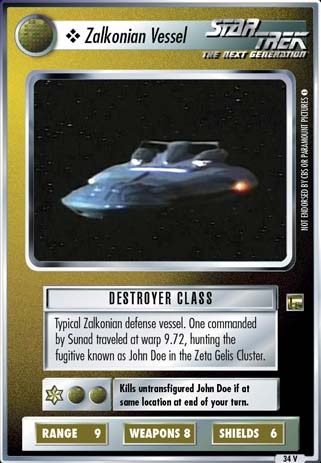 ❖ Zalkonian Vessel
STAR TREK
THE NEXT GENERATION
NOT ENDORSED BY CBS OR PARAMOUNT PICTURES
DESTROYER CLASS
Typical Zalkonian defense vessel. One commanded
by Sunad traveled at warp 9.72, hunting the
fugitive known as John Doe in the Zeta Gelis Cluster.
Kills untransfigured John Doe if at
same location at end of your turn.
RANGE 9 WEAPONS 8 SHIELDS 6
34 V